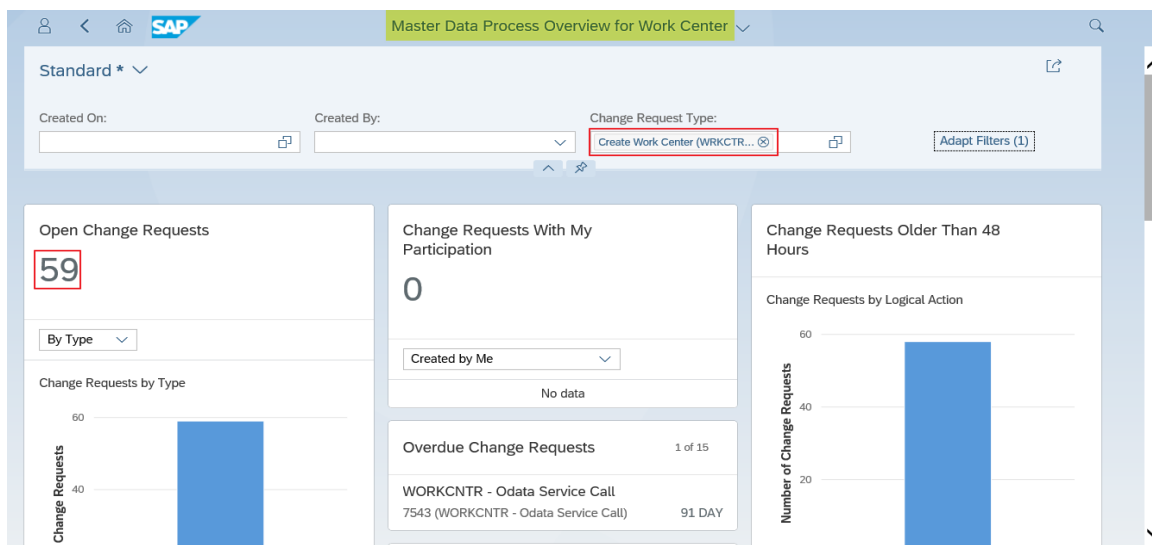 SAP
Master Data Process Overview for Work Center
Standard *
Created On:
Created By:
Change Request Type:
Create Work Center (WRKCTR...
Adapt Filters (1)
Open Change Requests
59
By Type
Change Requests by Type
60
40
Change Requests
Change Requests With My
Participation
0
Created by Me
No data
Overdue Change Requests
1 of 15
WORKCNTR - Odata Service Call
7543 (WORKCNTR - Odata Service Call)
91 DAY
Change Requests Older Than 48
Hours
Change Requests by Logical Action
60
40
20
Number of Change Requests